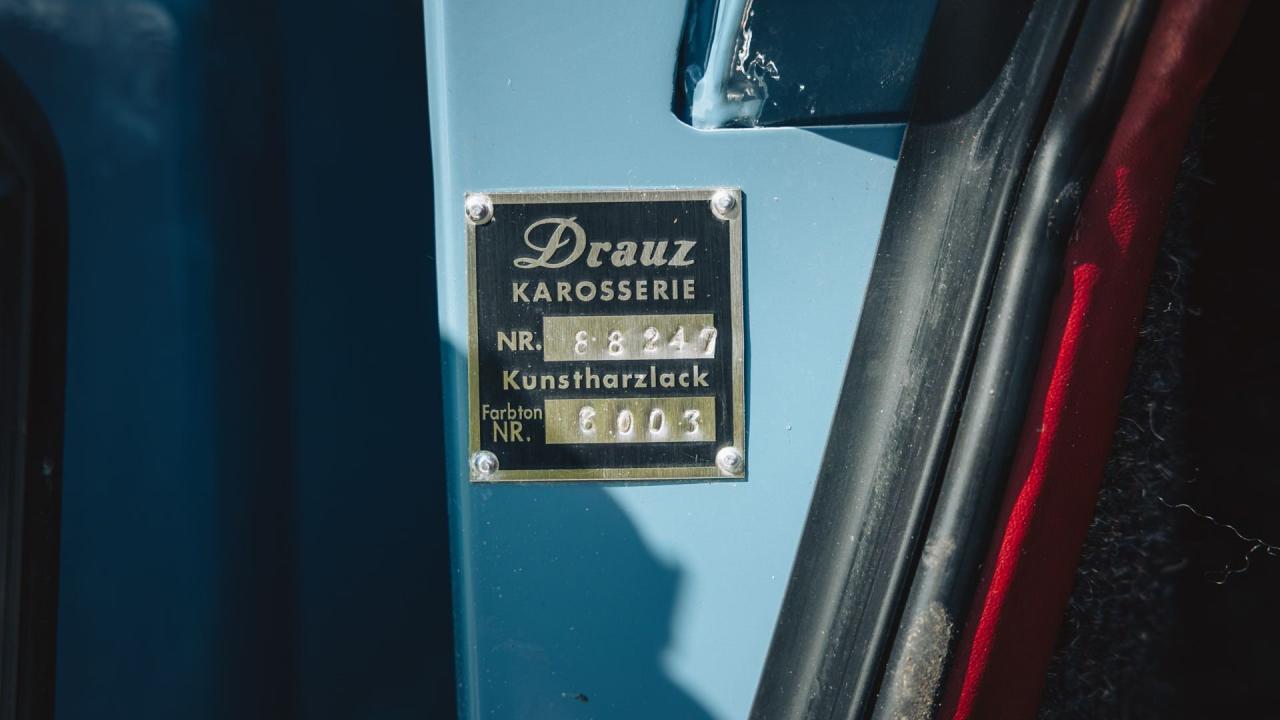 Drauz
KAROSSERIE
NR. 88247
Kunstharzlack
Farbton
NR. 6003